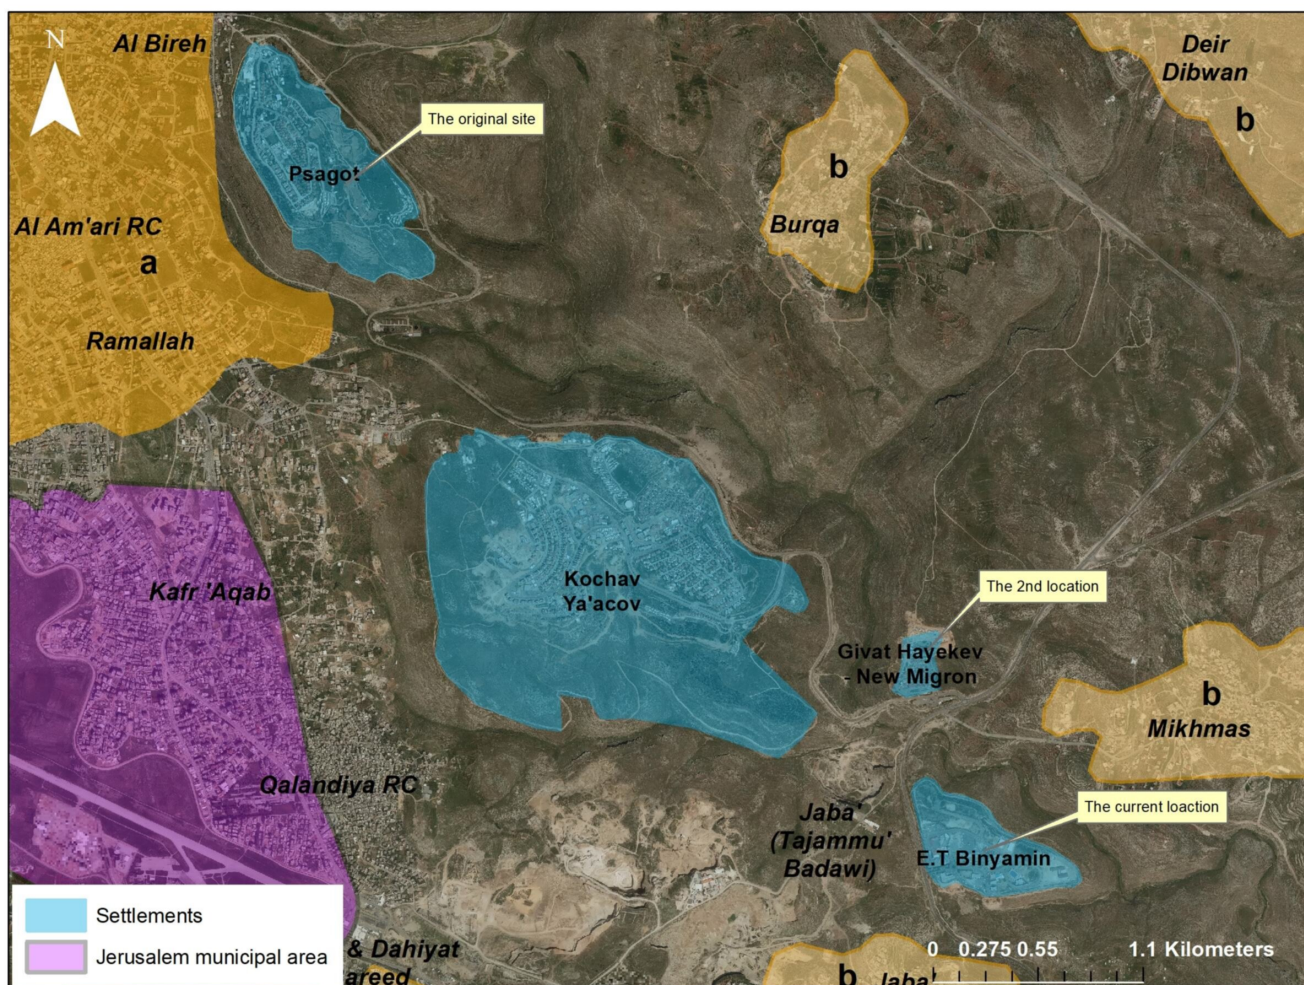 N
Al Bireh
Deir
Dibwan
The original site
b
Psagot
b
Al Am'ari RC
Burqa
a
Ramallah
Kochav
Ya'acov
The 2nd location
Kafr 'Aqab
Givat Hayekev
- New Migron
b
Mikhmas
Qalandiya RC
The current loaction
Jaba'
(Tajammu'
Badawi)
E.T Binyamin
Settlements
Jerusalem municipal area
& Dahiyat
areed
0 0.275 0.55 1.1 Kilometers
b
Jaba'